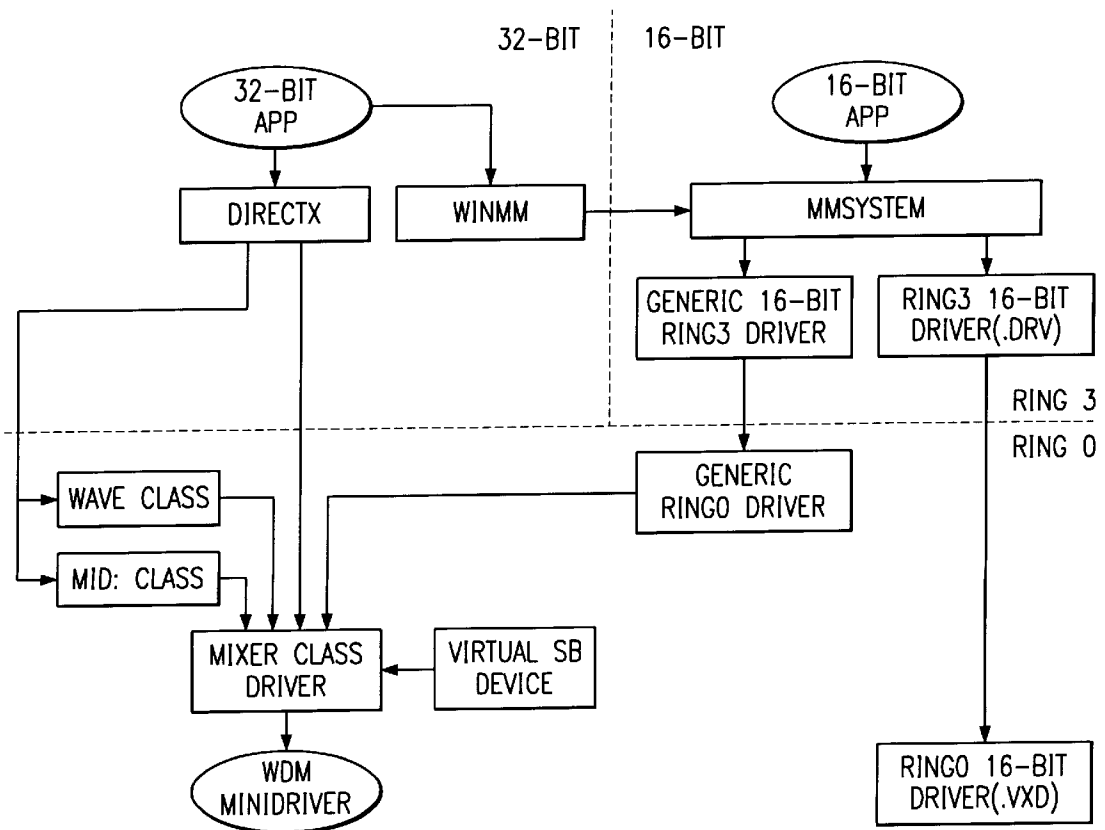 32-BIT
16-BIT
32-BIT
APP
16-BIT
APP
DIRECTX
WINMM
MMSYSTEM
GENERIC 16-BIT
RING3 DRIVER
RING3 16-BIT
DRIVER(.DRV)
RING 3
RING 0
WAVE CLASS
GENERIC
RING0 DRIVER
MID: CLASS
MIXER CLASS
DRIVER
VIRTUAL SB
DEVICE
WDM
MINIDRIVER
RING0 16-BIT
DRIVER(.VXD)